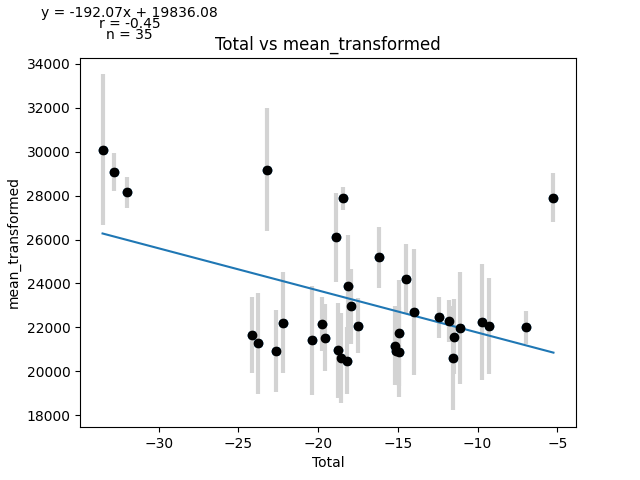 y = -192.07x + 19836.08
r = -0.45
n = 35
Total vs mean_transformed
34000
32000
30000
28000
26000
24000
22000
20000
18000
mean_transformed
−30
−25
−20
−15
−10
−5
Total